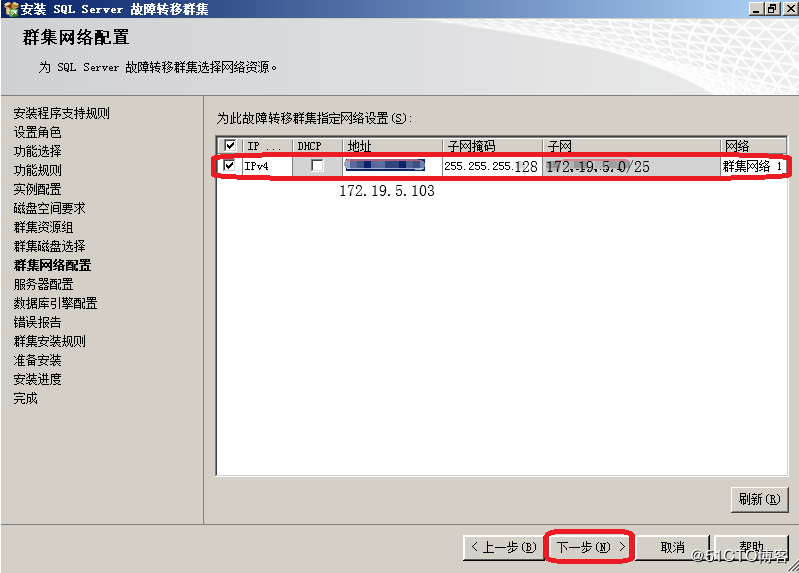 安装 SQL Server 故障转移群集
群集网络配置
为 SQL Server 故障转移群集选择网络资源。
安装程序支持规则
设置角色
功能选择
功能规则
实例配置
磁盘空间要求
群集资源组
群集磁盘选择
群集网络配置
服务器配置
数据库引擎配置
错误报告
群集安装规则
准备安装
安装进度
完成
为此故障转移群集指定网络设置(S):
IP ... DHCP 地址 子网掩码 子网 网络
IPv4 255.255.255.128 172.19.5.0/25 群集网络 1
172.19.5.103
刷新(R)
< 上一步(B) 下一步(N) > 取消 帮助
@51CTO博客